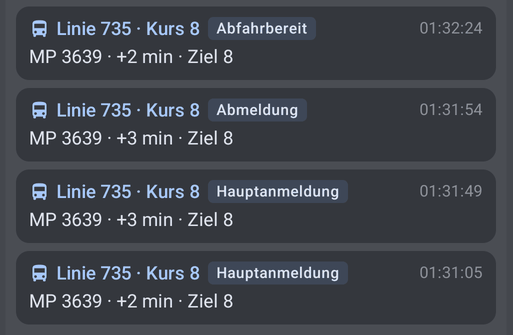 Linie 735 · Kurs 8 Abfahrbereit 01:32:24
MP 3639 · +2 min · Ziel 8
Linie 735 · Kurs 8 Abmeldung 01:31:54
MP 3639 · +3 min · Ziel 8
Linie 735 · Kurs 8 Hauptanmeldung 01:31:49
MP 3639 · +3 min · Ziel 8
Linie 735 · Kurs 8 Hauptanmeldung 01:31:05
MP 3639 · +2 min · Ziel 8